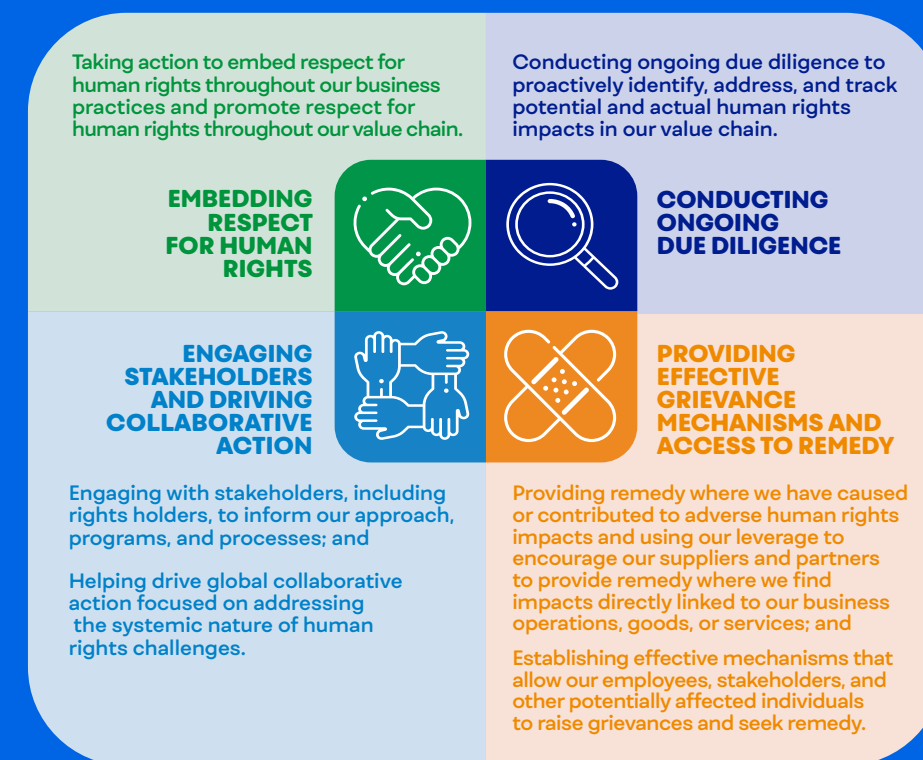 Taking action to embed respect for
human rights throughout our business
practices and promote respect for
human rights throughout our value chain.
EMBEDDING
RESPECT
FOR HUMAN
RIGHTS
Conducting ongoing due diligence to
proactively identify, address, and track
potential and actual human rights
impacts in our value chain.
CONDUCTING
ONGOING
DUE DILIGENCE
ENGAGING
STAKEHOLDERS
AND DRIVING
COLLABORATIVE
ACTION
Engaging with stakeholders, including
rights holders, to inform our approach,
programs, and processes; and
Helping drive global collaborative
action focused on addressing
the systemic nature of human
rights challenges.
PROVIDING
EFFECTIVE
GRIEVANCE
MECHANISMS AND
ACCESS TO REMEDY
Providing remedy where we have caused
or contributed to adverse human rights
impacts and using our leverage to
encourage our suppliers and partners
to provide remedy where we find
impacts directly linked to our business
operations, goods, or services; and
Establishing effective mechanisms that
allow our employees, stakeholders, and
other potentially affected individuals
to raise grievances and seek remedy.